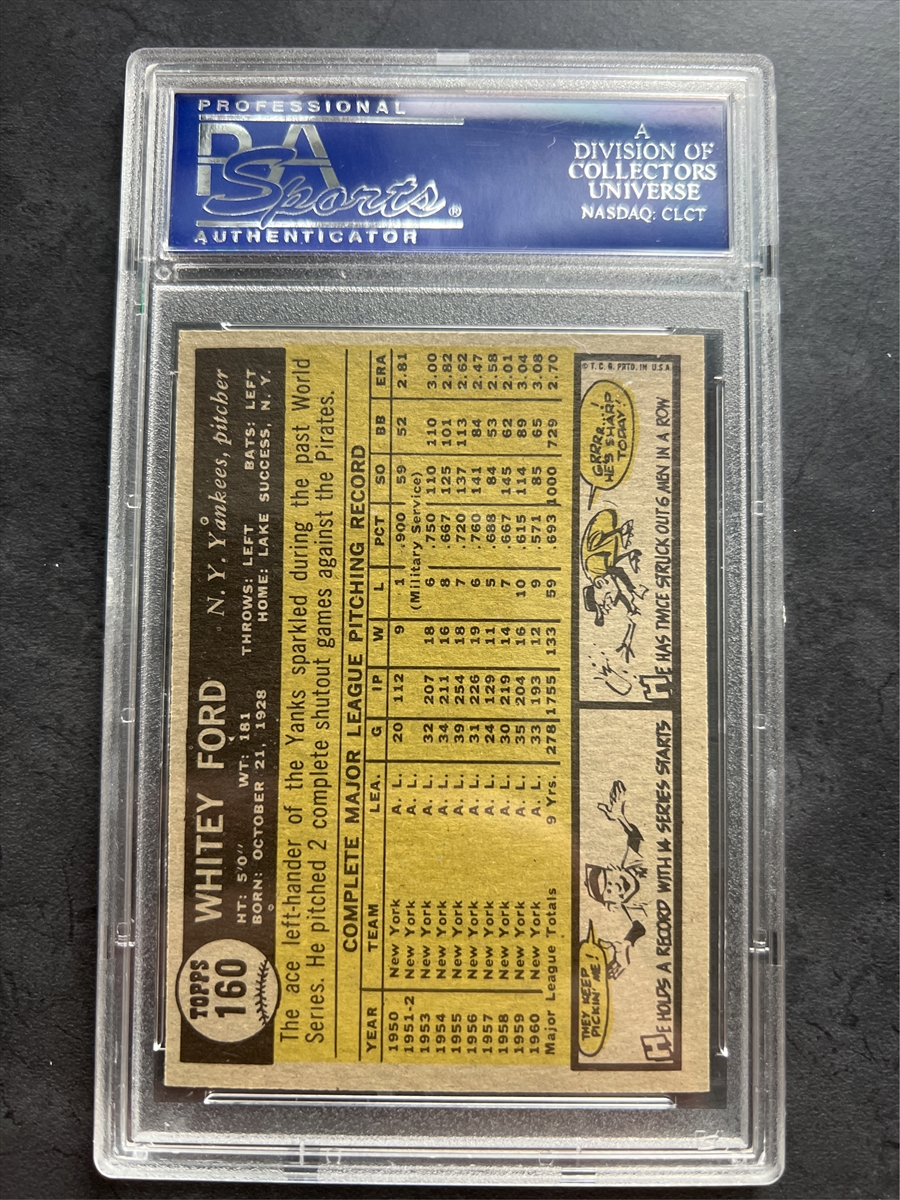 PROFESSIONAL
PSA
Sports®
AUTHENTICATOR
A
DIVISION OF
COLLECTORS
UNIVERSE
NASDAQ: CLCT
TOPPS
160
WHITEY FORD N. Y. Yankees, pitcher
HT: 5'0" WT: 181 THROWS: LEFT BATS: LEFT
BORN: OCTOBER 21, 1928 HOME: LAKE SUCCESS, N. Y.
The ace left-hander of the Yanks sparkled during the past World
Series. He pitched 2 complete shutout games against the Pirates.
COMPLETE MAJOR LEAGUE PITCHING RECORD
YEAR TEAM LEA. G IP W L PCT SO BB ERA
1950 New York A. L. 20 112 9 1 .900 59 52 2.81
1951-2 New York A. L. (Military Service)
1953 New York A. L. 32 207 18 6 .750 110 110 3.00
1954 New York A. L. 34 211 16 8 .667 125 101 2.82
1955 New York A. L. 39 254 18 7 .720 137 113 2.62
1956 New York A. L. 31 226 19 6 .760 141 84 2.47
1957 New York A. L. 24 129 11 5 .688 84 53 2.58
1958 New York A. L. 30 219 14 7 .667 145 62 2.01
1959 New York A. L. 35 204 16 10 .615 114 89 3.04
1960 New York A. L. 33 193 12 9 .571 85 65 3.08
Major League Totals 9 Yrs. 278 1755 133 59 .693 1000 729 2.70
THEY KEEP
PICKIN' ME!
HE HOLDS A RECORD WITH 14 SERIES STARTS
GRRR...!
HE'S SHARP
TODAY!
HE HAS TWICE STRUCK OUT 6 MEN IN A ROW
© T. C. G. PRTD. IN U.S.A.